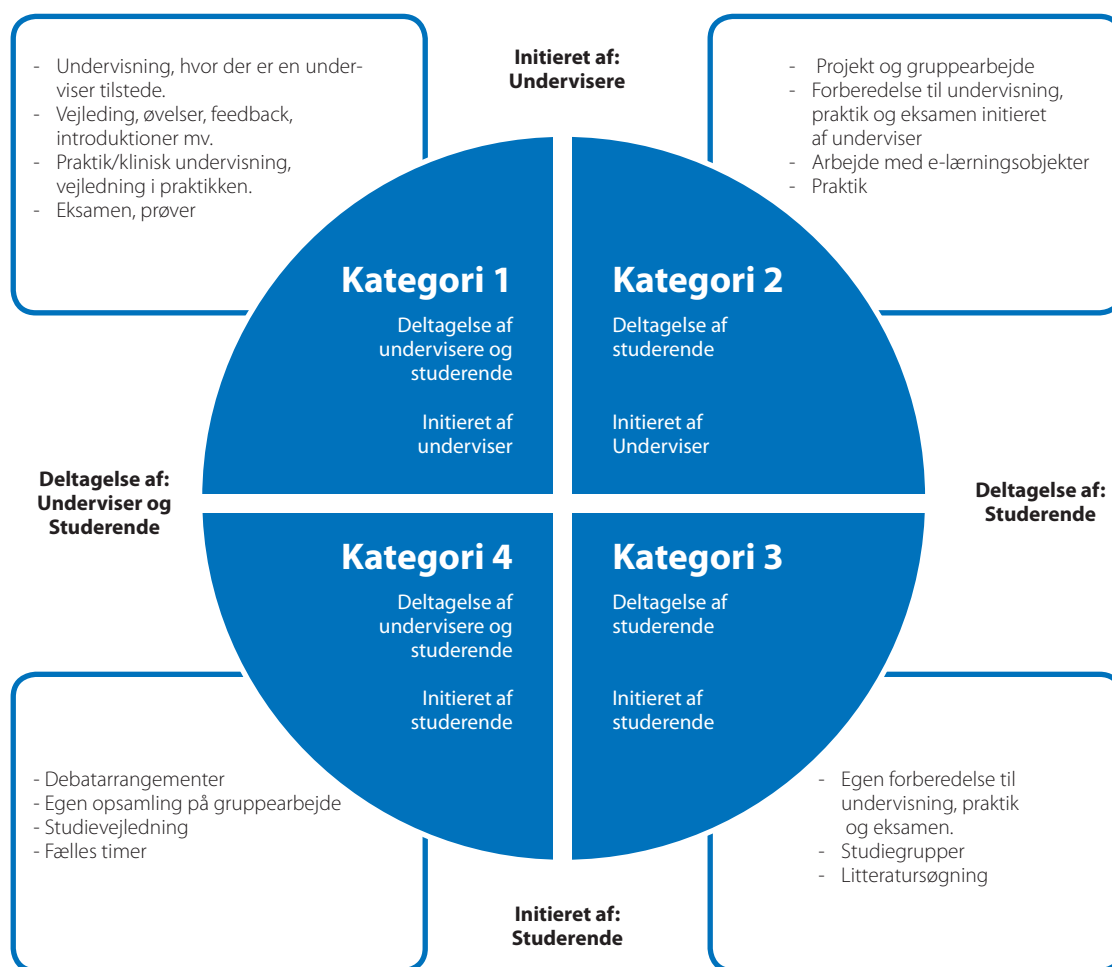 - Undervisning, hvor der er en under-
viser tilstede.
- Vejleding, øvelser, feedback,
introduktioner mv.
- Praktik/klinisk undervisning,
vejledning i praktikken.
- Eksamen, prøver
Initieret af:
Undervisere
- Projekt og gruppearbejde
- Forberedelse til undervisning,
praktik og eksamen initieret
af underviser
- Arbejde med e-lærningsobjekter
- Praktik
Kategori 1
Deltagelse af
undervisere og
studerende
Initieret af
underviser
Kategori 2
Deltagelse af
studerende
Initieret af
Underviser
Deltagelse af:
Underviser og
Studerende
Deltagelse af:
Studerende
Kategori 4
Deltagelse af
undervisere og
studerende
Initieret af
studerende
Kategori 3
Deltagelse af
studerende
Initieret af
studerende
- Debatarrangementer
- Egen opsamling på gruppearbejde
- Studievejledning
- Fælles timer
Initieret af:
Studerende
- Egen forberedelse til
undervisning, praktik
og eksamen.
- Studiegrupper
- Litteratursøgning